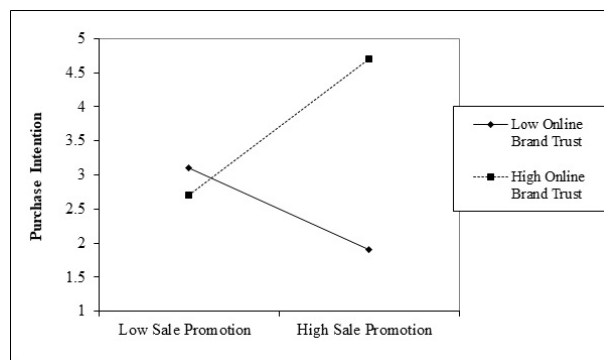 5
4.5
4
3.5
3
2.5
2
1.5
1
Purchase Intention
Low Sale Promotion
High Sale Promotion
Low Online
Brand Trust
High Online
Brand Trust